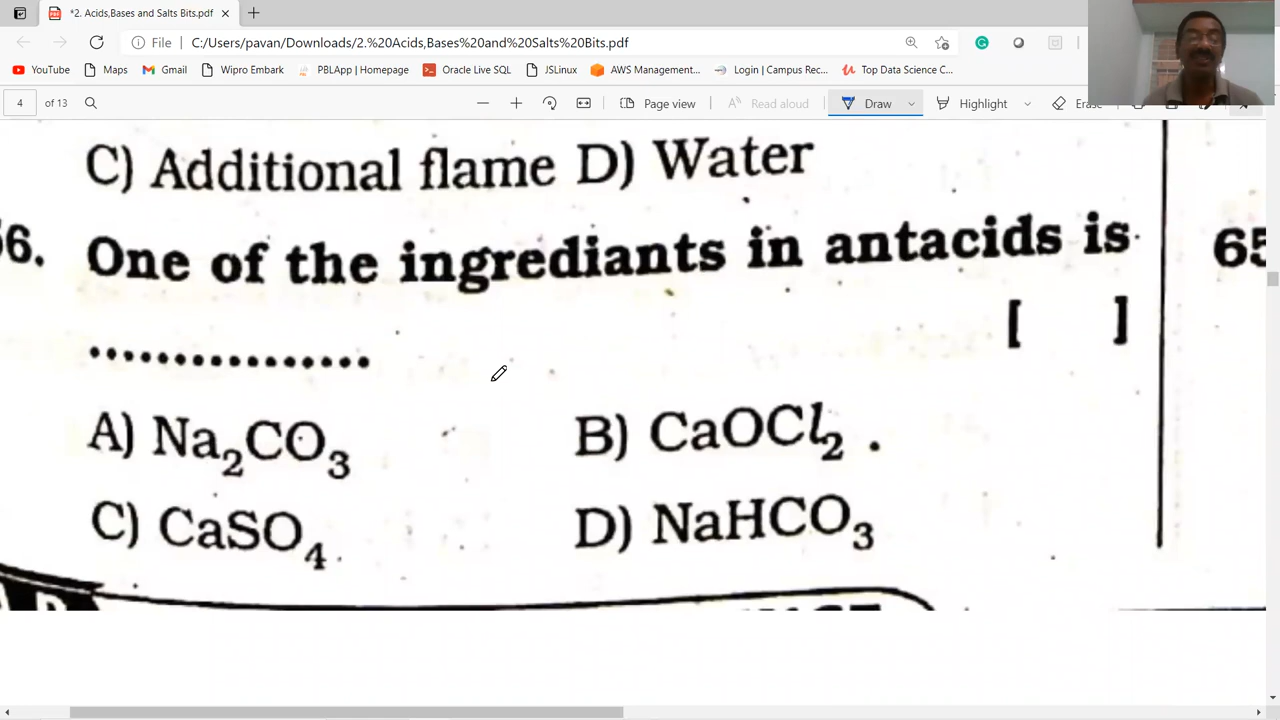 *2. Acids,Bases and Salts Bits.pdf
File C:/Users/pavan/Downloads/2.%20Acids,Bases%20and%20Salts%20Bits.pdf
YouTube Maps Gmail Wipro Embark PBLApp | Homepage Online SQL JSLinux AWS Management... Login | Campus Rec... Top Data Science C...
4 of 13 Page view Read aloud Draw Highlight Erase
C) Additional flame D) Water
6. One of the ingrediants in antacids is
................ [ ]
A) Na₂CO₃ B) CaOCl₂ .
C) CaSO₄ D) NaHCO₃
65